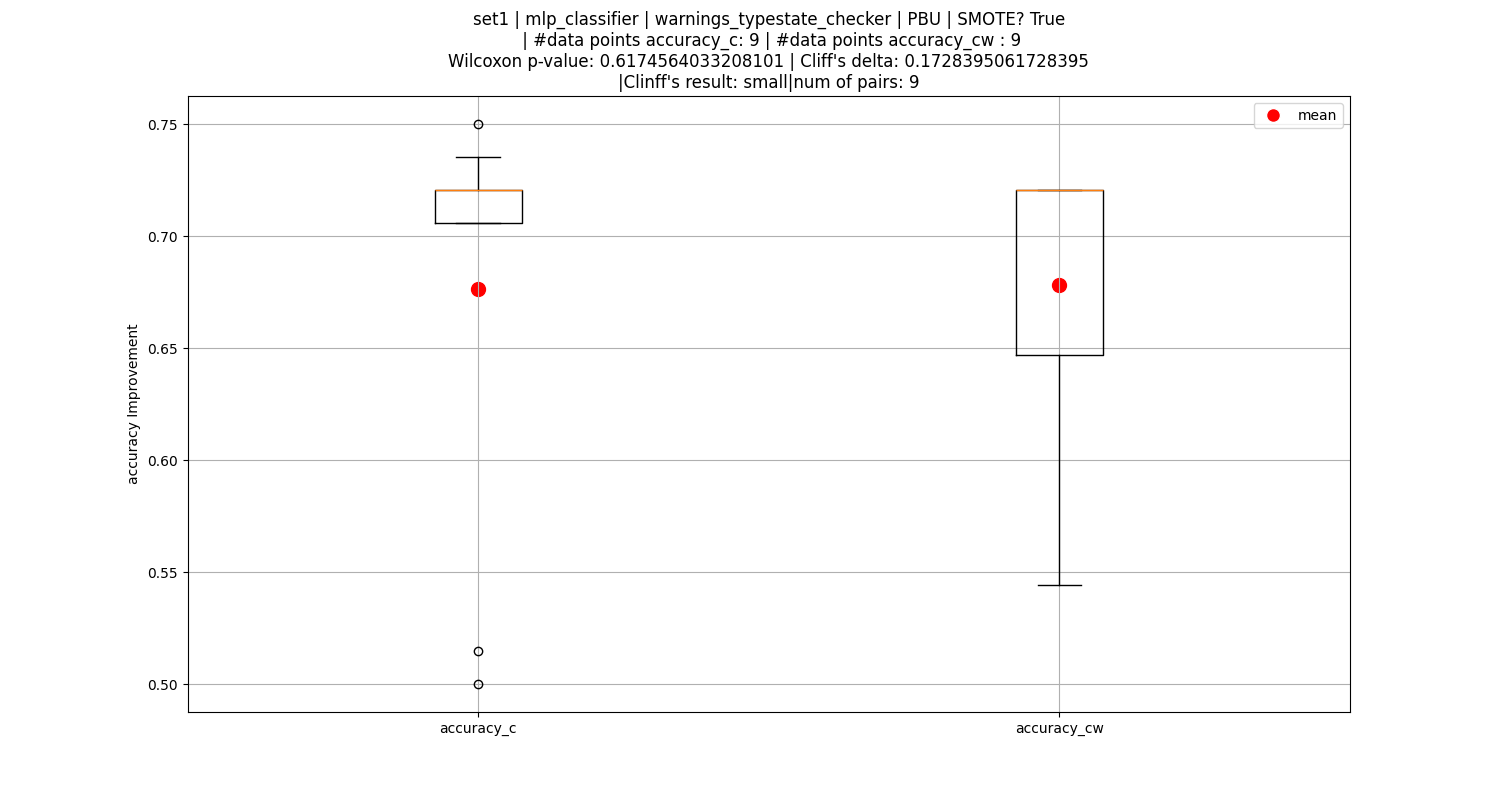 set1 | mlp_classifier | warnings_typestate_checker | PBU | SMOTE? True
| #data points accuracy_c: 9 | #data points accuracy_cw : 9
Wilcoxon p-value: 0.6174564033208101 | Cliff's delta: 0.1728395061728395
|Clinff's result: small|num of pairs: 9
mean
0.75
0.70
0.65
0.60
0.55
0.50
accuracy Improvement
accuracy_c
accuracy_cw